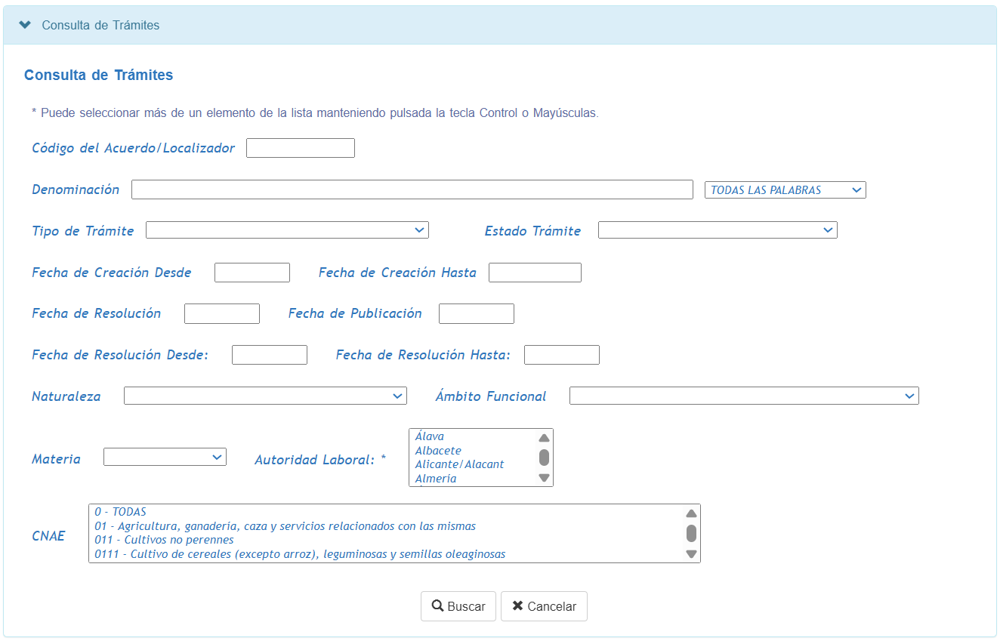 Consulta de Trámites
Consulta de Trámites
* Puede seleccionar más de un elemento de la lista manteniendo pulsada la tecla Control o Mayúsculas.
Código del Acuerdo/Localizador
Denominación TODAS LAS PALABRAS
Tipo de Trámite Estado Trámite
Fecha de Creación Desde Fecha de Creación Hasta
Fecha de Resolución Fecha de Publicación
Fecha de Resolución Desde: Fecha de Resolución Hasta:
Naturaleza Ámbito Funcional
Materia Autoridad Laboral: *
Álava
Albacete
Alicante/Alacant
Almería
CNAE
0 - TODAS
01 - Agricultura, ganadería, caza y servicios relacionados con las mismas
011 - Cultivos no perennes
0111 - Cultivo de cereales (excepto arroz), leguminosas y semillas oleaginosas
Buscar Cancelar